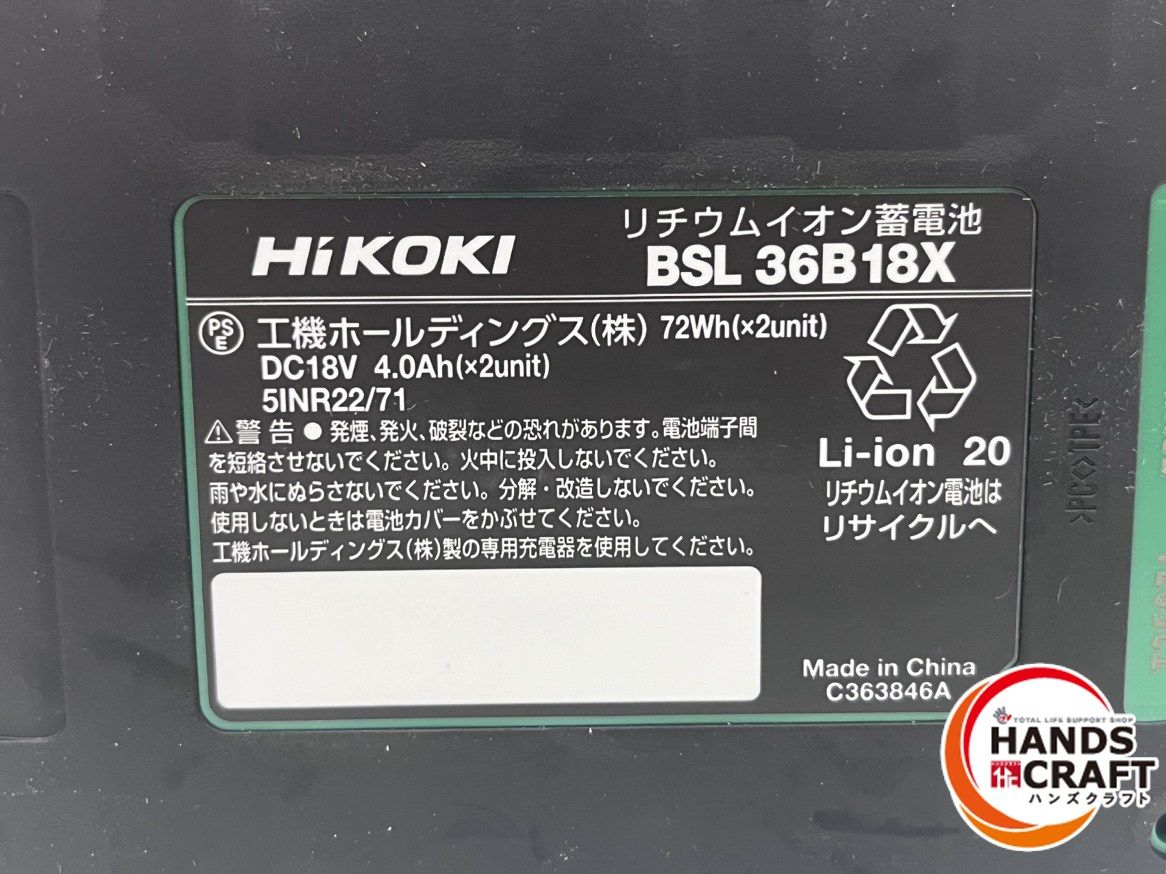 HiKOKI
リチウムイオン蓄電池
BSL 36B18X
PSE 工機ホールディングス(株) 72Wh(×2unit)
DC18V 4.0Ah(×2unit)
5INR22/71
⚠警告 ● 発煙、発火、破裂などの恐れがあります。電池端子間
を短絡させないでください。火中に投入しないでください。
雨や水にぬらさないでください。分解・改造しないでください。
使用しないときは電池カバーをかぶせてください。
工機ホールディングス(株)製の専用充電器を使用してください。
Li-ion 20
リチウムイオン電池は
リサイクルへ
Made in China
C363846A
>PC<>TPE<
TOTAL LIFE SUPPORT SHOP
HANDS
CRAFT
ハンズクラフト